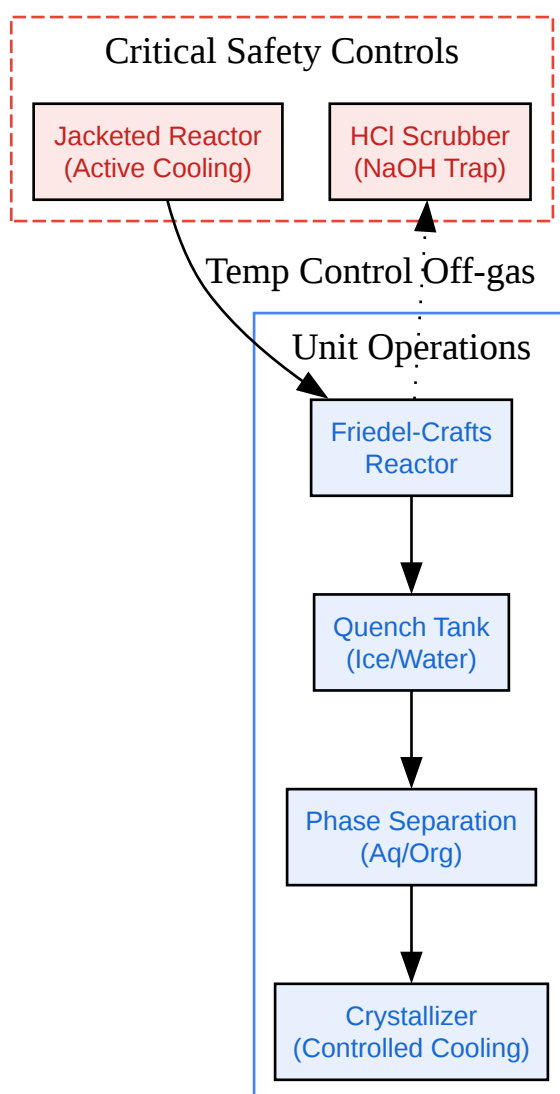 Critical Safety Controls
Jacketed Reactor
(Active Cooling)
HCl Scrubber
(NaOH Trap)
Temp Control
Off-gas
Unit Operations
Friedel-Crafts
Reactor
Quench Tank
(Ice/Water)
Phase Separation
(Aq/Org)
Crystallizer
(Controlled Cooling)